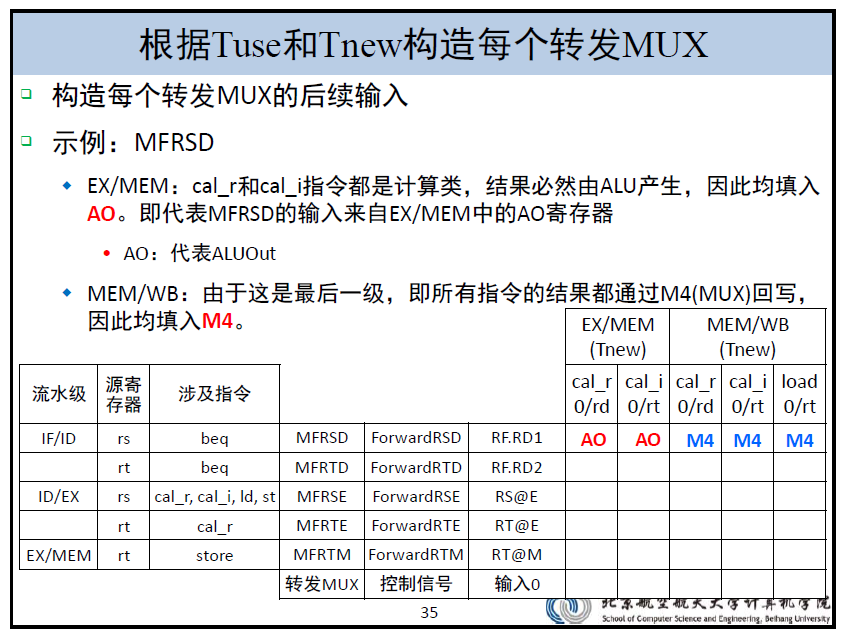 根据Tuse和Tnew构造每个转发MUX
构造每个转发MUX的后续输入
示例：MFRSD
EX/MEM：cal_r和cal_i指令都是计算类，结果必然由ALU产生，因此均填入
AO。即代表MFRSD的输入来自EX/MEM中的AO寄存器
AO：代表ALUOut
MEM/WB：由于这是最后一级，即所有指令的结果都通过M4(MUX)回写，
因此均填入M4。
EX/MEM MEM/WB
(Tnew) (Tnew)
流水级 源寄 涉及指令 cal_r cal_i cal_r cal_i load
存器 0/rd 0/rt 0/rd 0/rt 0/rt
IF/ID rs beq MFRSD ForwardRSD RF.RD1 AO AO M4 M4 M4
rt beq MFRTD ForwardRTD RF.RD2
ID/EX rs cal_r, cal_i, ld, st MFRSE ForwardRSE RS@E
rt cal_r MFRTE ForwardRTE RT@E
EX/MEM rt store MFRTM ForwardRTM RT@M
转发MUX 控制信号 输入0
北京航空航天大学计算机学院
School of Computer Science and Engineering, Beihang University
35